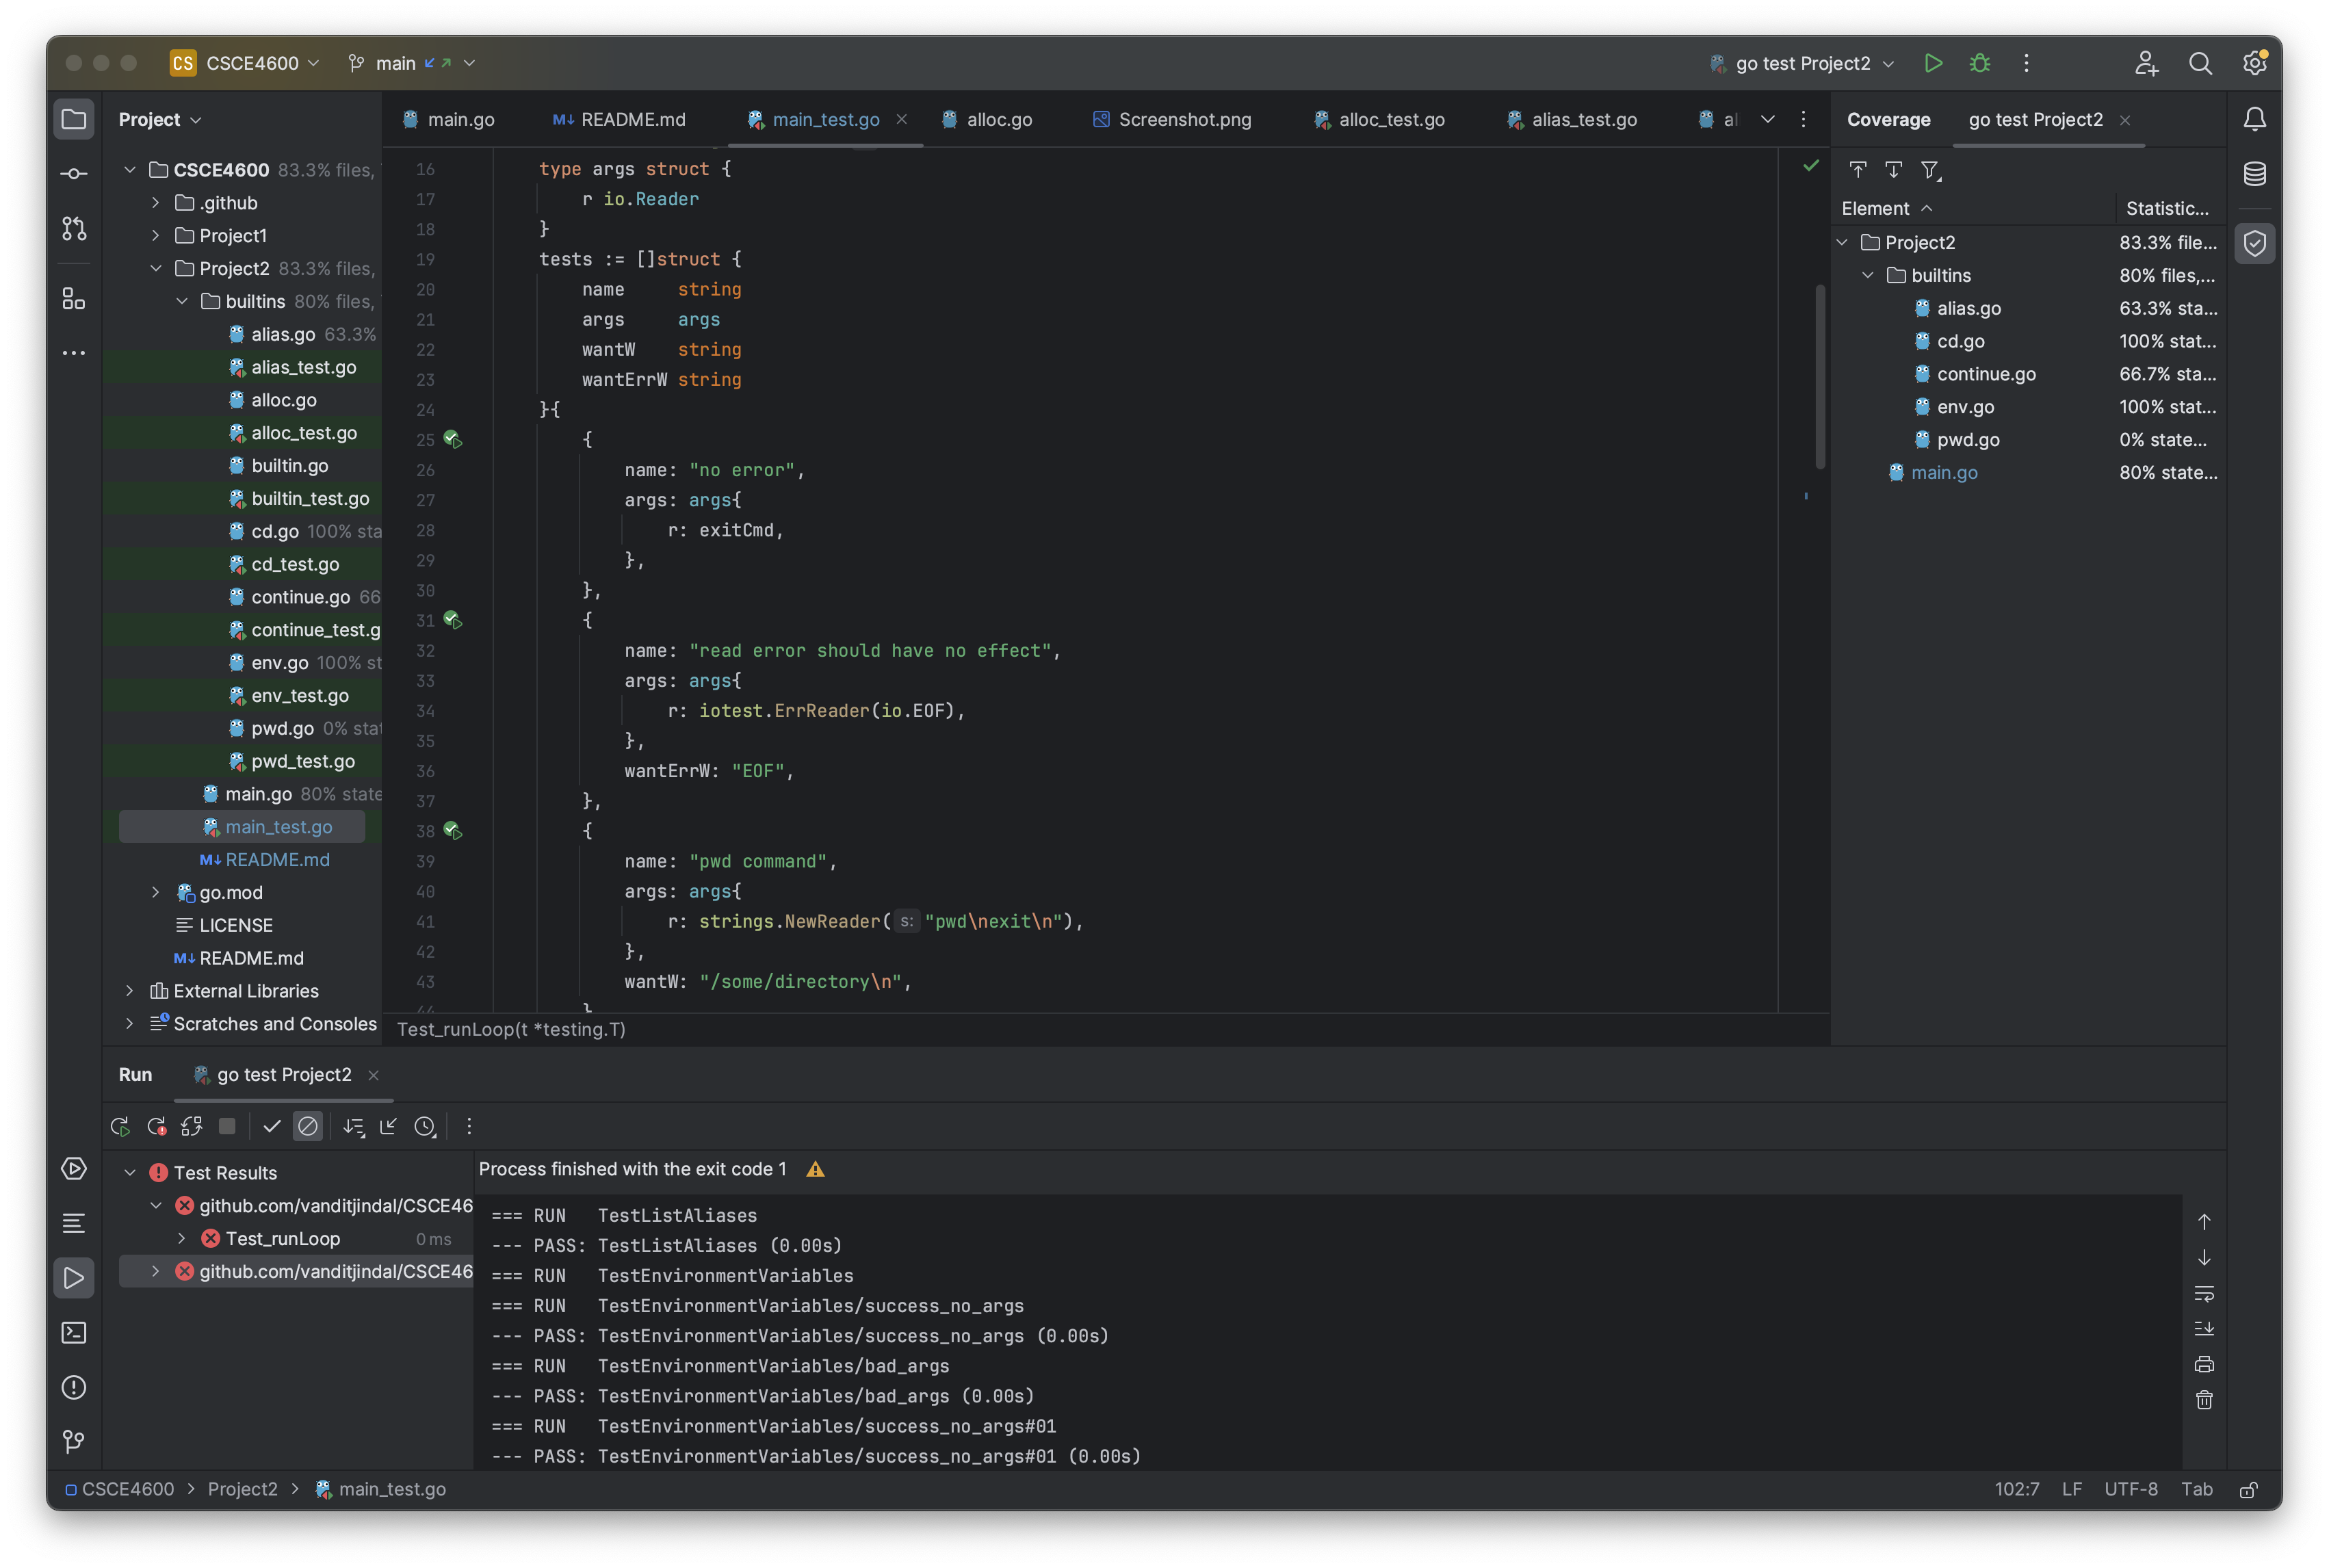 CS CSCE4600 main go test Project2
Project
main.go README.md main_test.go alloc.go Screenshot.png alloc_test.go alias_test.go al
Coverage go test Project2
CSCE4600 83.3% files,
.github
Project1
Project2 83.3% files,
builtins 80% files,
alias.go 63.3%
alias_test.go
alloc.go
alloc_test.go
builtin.go
builtin_test.go
cd.go 100% sta
cd_test.go
continue.go 66
continue_test.g
env.go 100% st
env_test.go
pwd.go 0% stat
pwd_test.go
main.go 80% state
main_test.go
M↓ README.md
go.mod
LICENSE
M↓ README.md
External Libraries
Scratches and Consoles
16 type args struct {
17 r io.Reader
18 }
19 tests := []struct {
20 name string
21 args args
22 wantW string
23 wantErrW string
24 }{
25 {
26 name: "no error",
27 args: args{
28 r: exitCmd,
29 },
30 },
31 {
32 name: "read error should have no effect",
33 args: args{
34 r: iotest.ErrReader(io.EOF),
35 },
36 wantErrW: "EOF",
37 },
38 {
39 name: "pwd command",
40 args: args{
41 r: strings.NewReader( s: "pwd\nexit\n"),
42 },
43 wantW: "/some/directory\n",
44 }
Test_runLoop(t *testing.T)
Element Statistic...
Project2 83.3% file...
builtins 80% files,...
alias.go 63.3% sta...
cd.go 100% stat...
continue.go 66.7% sta...
env.go 100% stat...
pwd.go 0% state...
main.go 80% state...
Run go test Project2
Test Results
github.com/vanditjindal/CSCE46
Test_runLoop 0 ms
github.com/vanditjindal/CSCE46
Process finished with the exit code 1
=== RUN TestListAliases
--- PASS: TestListAliases (0.00s)
=== RUN TestEnvironmentVariables
=== RUN TestEnvironmentVariables/success_no_args
--- PASS: TestEnvironmentVariables/success_no_args (0.00s)
=== RUN TestEnvironmentVariables/bad_args
--- PASS: TestEnvironmentVariables/bad_args (0.00s)
=== RUN TestEnvironmentVariables/success_no_args#01
--- PASS: TestEnvironmentVariables/success_no_args#01 (0.00s)
CSCE4600 > Project2 > main_test.go 102:7 LF UTF-8 Tab